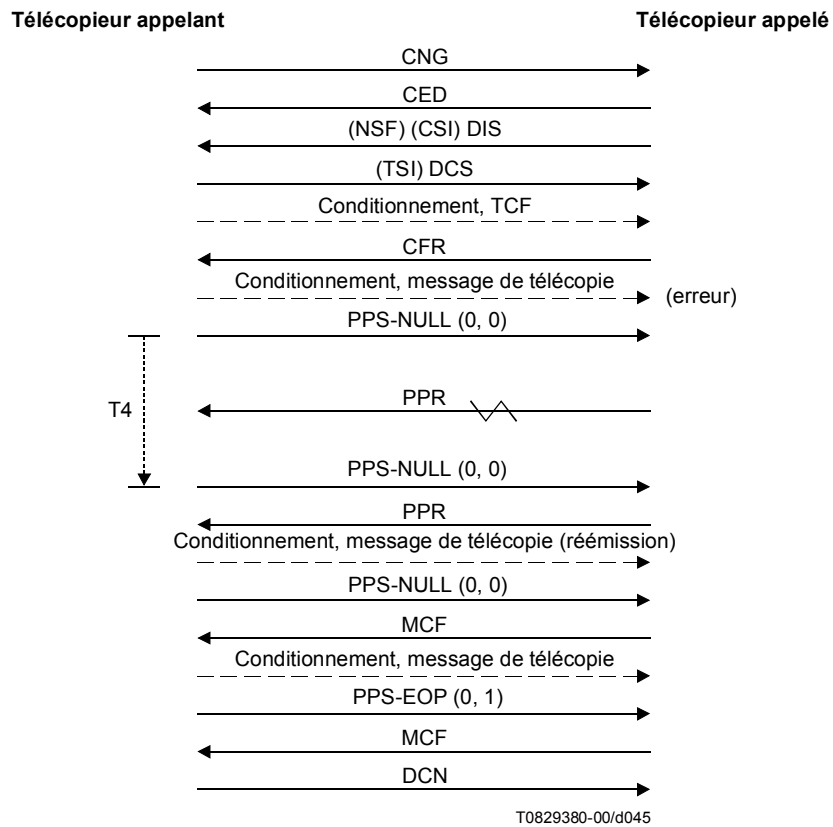 Télécopieur appelant
Télécopieur appelé
CNG
CED
(NSF) (CSI) DIS
(TSI) DCS
Conditionnement, TCF
CFR
Conditionnement, message de télécopie
(erreur)
PPS-NULL (0, 0)
T4
PPR
PPS-NULL (0, 0)
PPR
Conditionnement, message de télécopie (réémission)
PPS-NULL (0, 0)
MCF
Conditionnement, message de télécopie
PPS-EOP (0, 1)
MCF
DCN
T0829380-00/d045